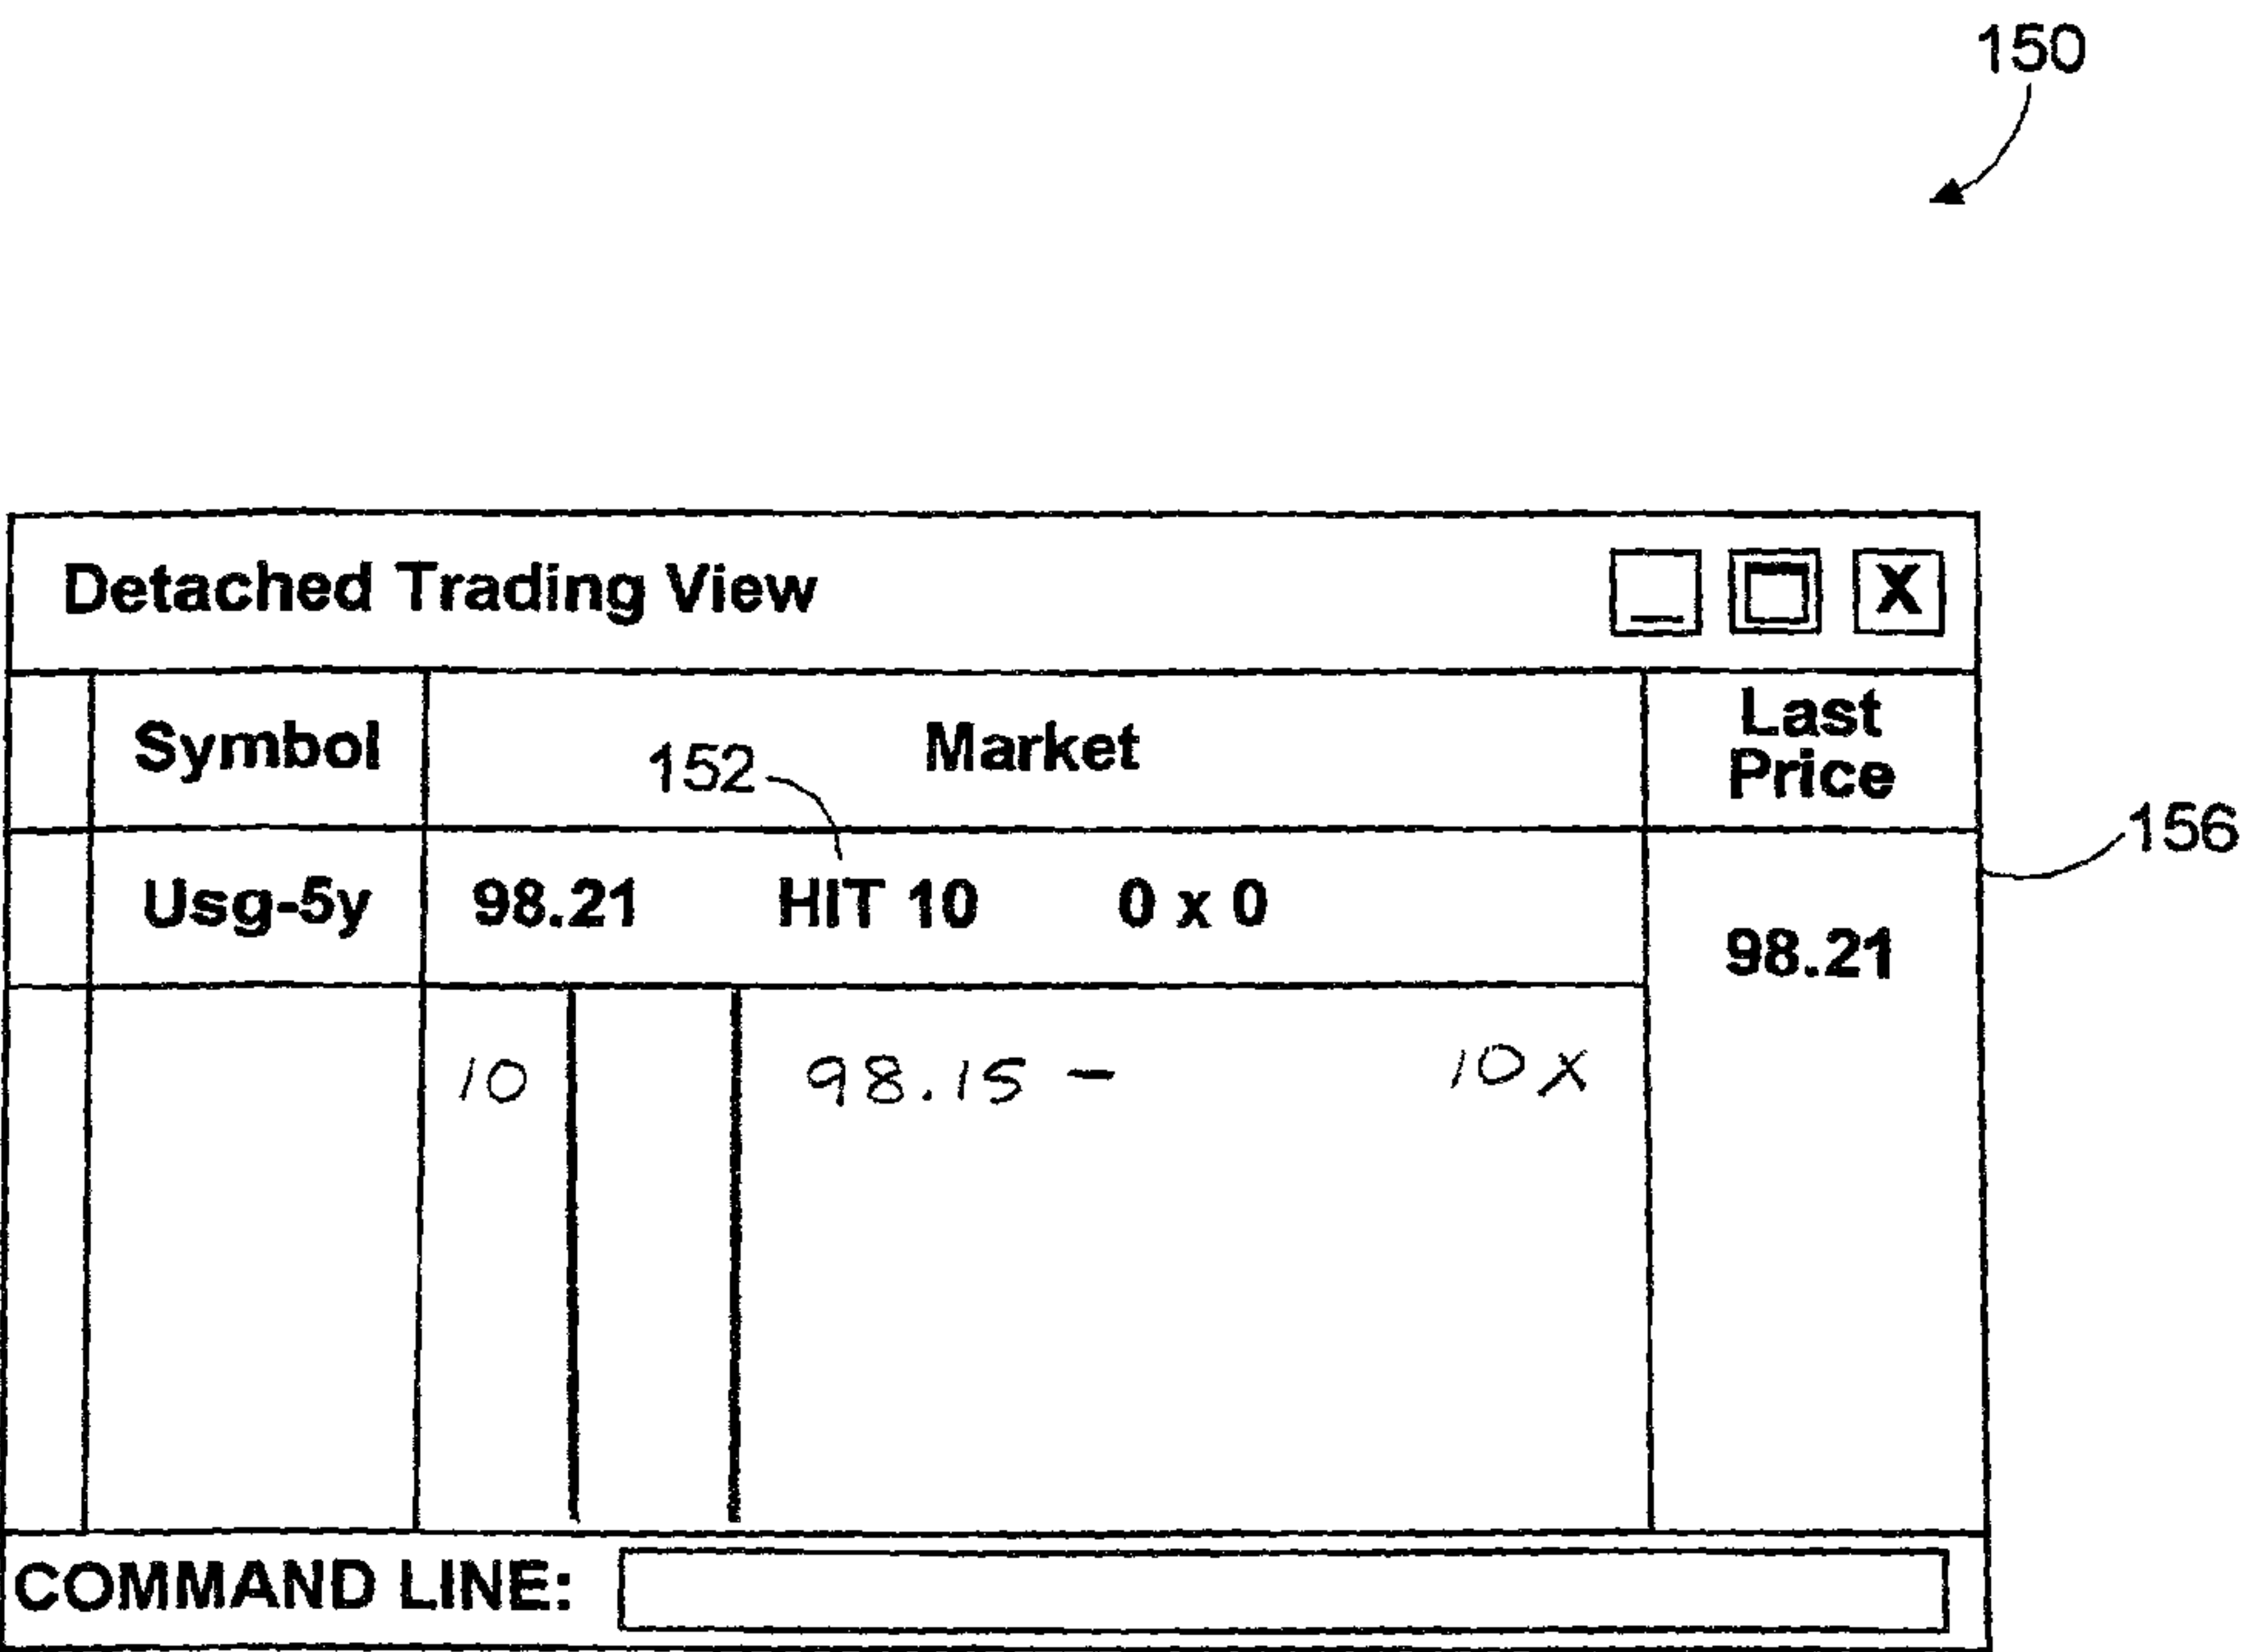 150
Detached Trading View
X
Symbol
Market
Last
Price
152
156
Usg-5y
98.21
HIT 10
0 x 0
98.21
10
98.15 -
10 x
COMMAND LINE: